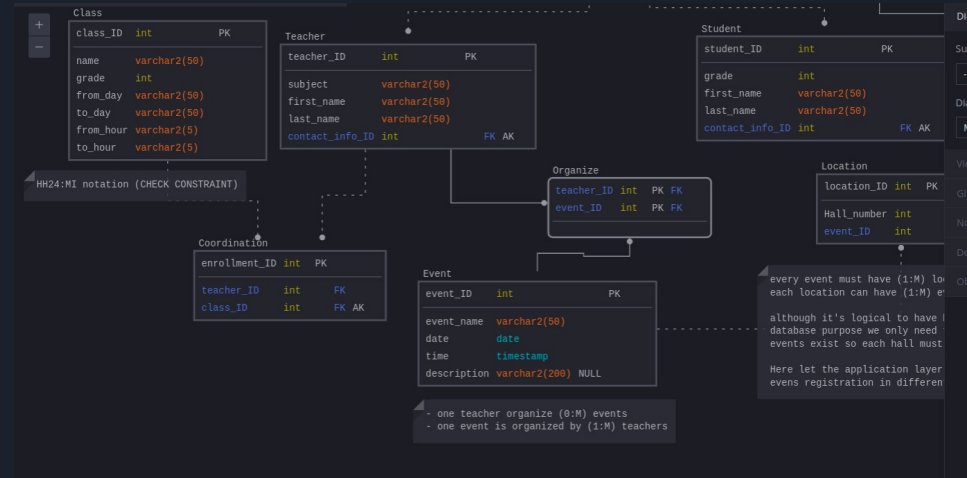 Class
class_ID int PK
name varchar2(50)
grade int
from_day varchar2(50)
to_day varchar2(50)
from_hour varchar2(5)
to_hour varchar2(5)
HH24:MI notation (CHECK CONSTRAINT)
Teacher
teacher_ID int PK
subject varchar2(50)
first_name varchar2(50)
last_name varchar2(50)
contact_info_ID int FK AK
Student
student_ID int PK
grade int
first_name varchar2(50)
last_name varchar2(50)
contact_info_ID int FK AK
Organize
teacher_ID int PK FK
event_ID int PK FK
Location
location_ID int PK
Hall_number int
event_ID int
Coordination
enrollment_ID int PK
teacher_ID int FK
class_ID int FK AK
Event
event_ID int PK
event_name varchar2(50)
date date
time timestamp
description varchar2(200) NULL
- one teacher organize (0:M) events
- one event is organized by (1:M) teachers
every event must have (1:M) lo
each location can have (1:M) e
although it's logical to have
database purpose we only need
events exist so each hall must
Here let the application layer
evens registration in differen